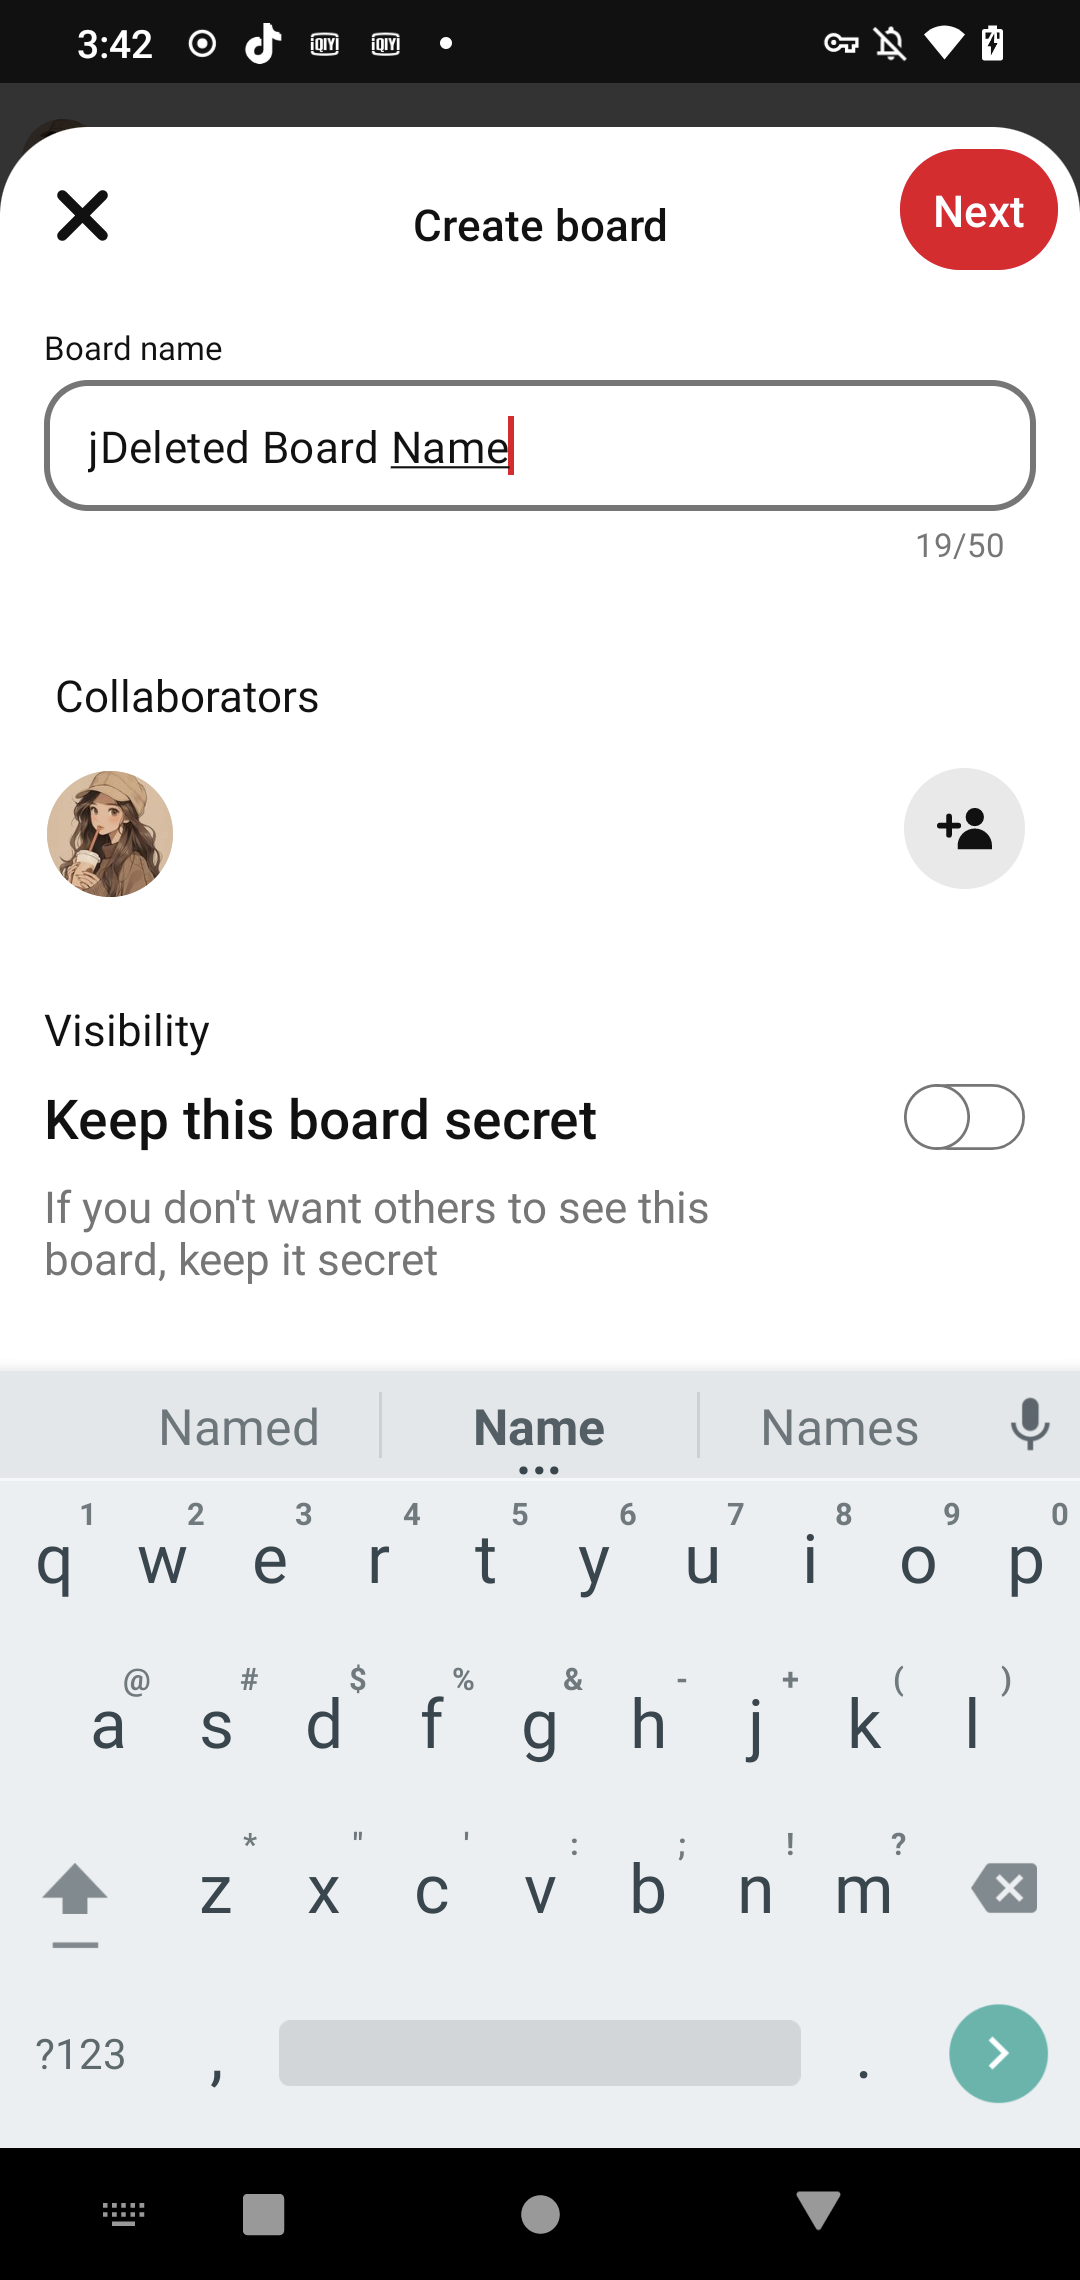 3:42
iQIYI
iQIYI
Create board
Next
Board name
jDeleted Board Name
19/50
Collaborators
Visibility
Keep this board secret
If you don't want others to see this
board, keep it secret
Named
Name
Names
1 2 3 4 5 6 7 8 9 0
q w e r t y u i o p
@ # $ % & - + ( )
a s d f g h j k l
* " ' : ; ! ?
z x c v b n m
?123 , .